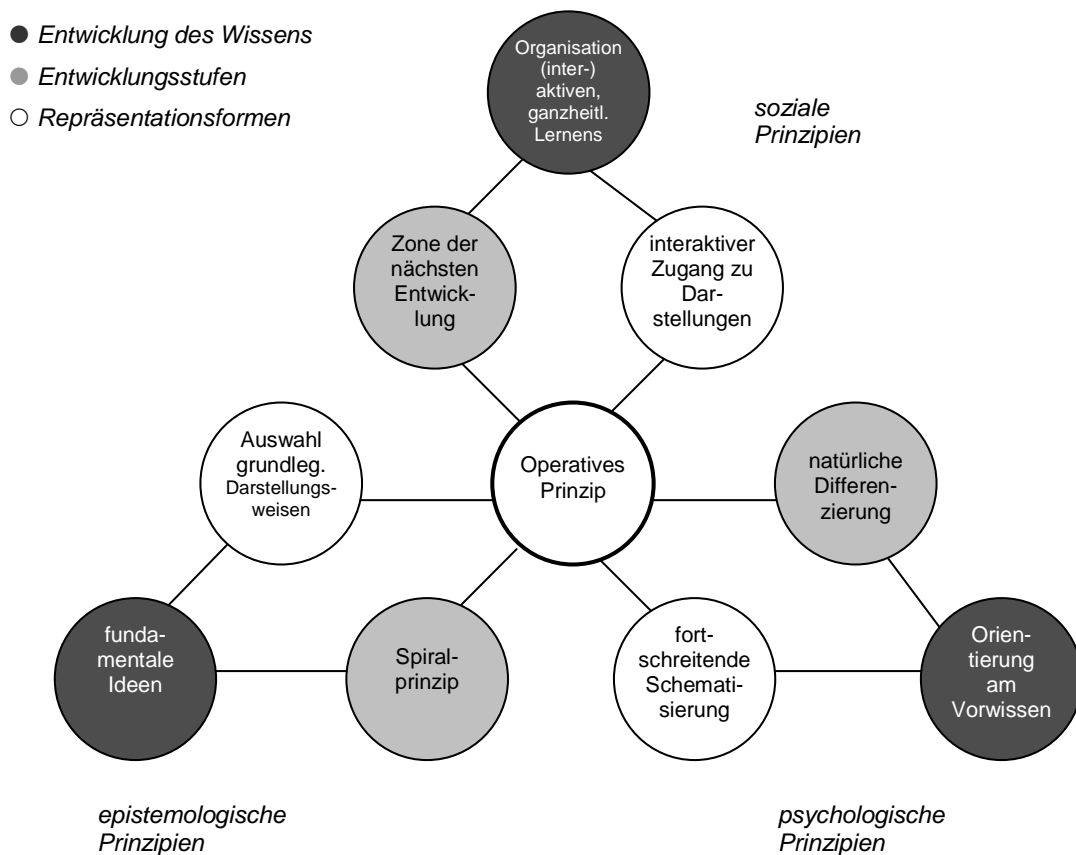 Entwicklung des Wissens
Entwicklungsstufen
Repräsentationsformen
Organisation
(inter-)
aktiven,
ganzheitl.
Lernens
soziale
Prinzipien
Zone der
nächsten
Entwick-
lung
interaktiver
Zugang zu
Dar-
stellungen
Auswahl
grundleg.
Darstellungs-
weisen
Operatives
Prinzip
natürliche
Differen-
zierung
funda-
mentale
Ideen
Spiral-
prinzip
fort-
schreitende
Schemati-
sierung
Orien-
tierung
am
Vorwissen
epistemologische
Prinzipien
psychologische
Prinzipien